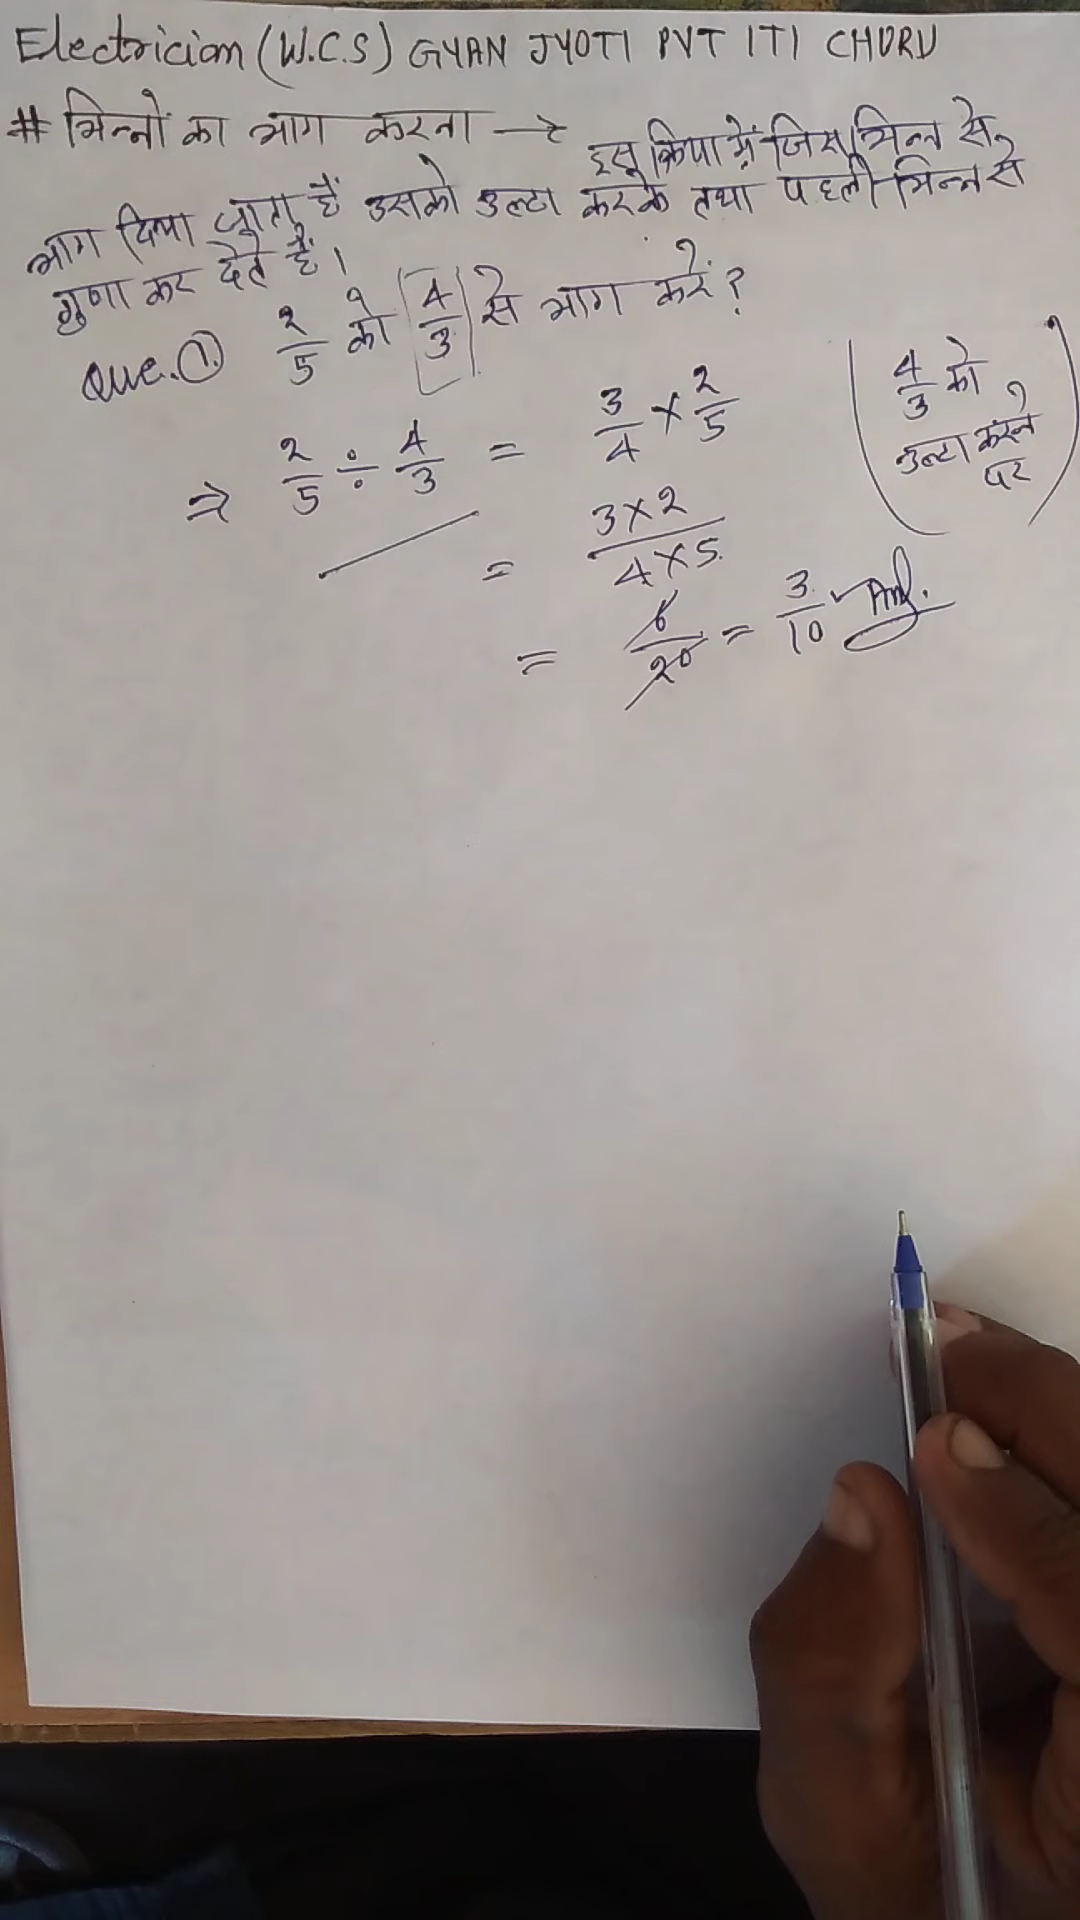 Electrician (W.C.S) GYAN JYOTI PVT ITI CHURU
# भिन्नों का भाग करना → इस क्रिया में जिस भिन्न से
भाग दिया जाता हैं उसको उल्टा करके तथा पहली भिन्न से
गुणा कर देते हैं।
Que. ①. 2/5 को 4/3 से भाग करें?
⇒ 2/5 ÷ 4/3 = 3/4 × 2/5 (4/3 को उल्टा करने पर)
= 3×2/4×5
= 6/20 = 3/10 Ans.